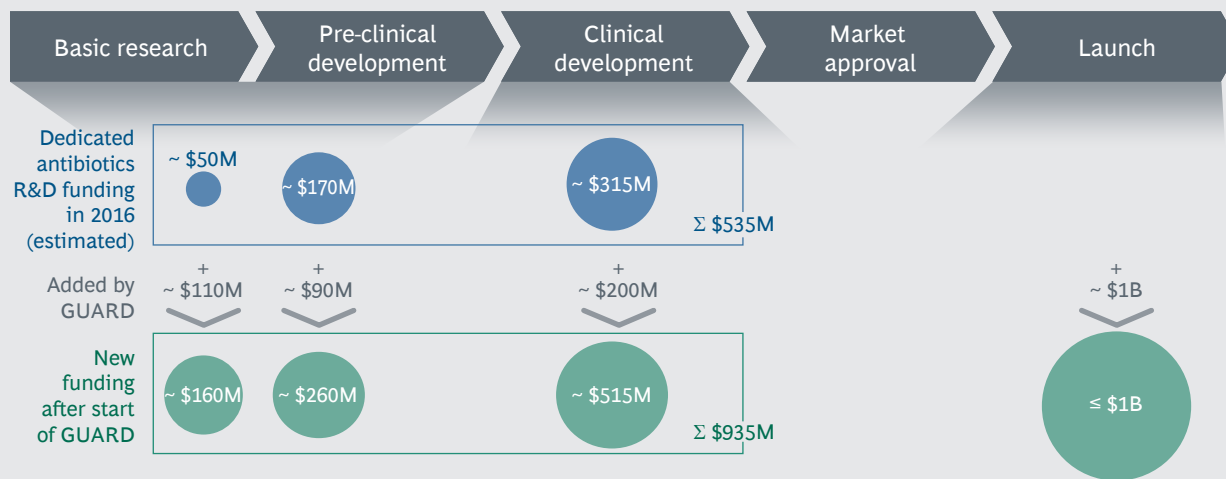 Basic research
Pre-clinical
development
Clinical
development
Market
approval
Launch
Dedicated
antibiotics
R&D funding
in 2016
(estimated)
~ $50M
~ $170M
~ $315M
Σ $535M
Added by
GUARD
+
~ $110M
+
~ $90M
+
~ $200M
+
~ $1B
New
funding
after start
of GUARD
~ $160M
~ $260M
~ $515M
Σ $935M
≤ $1B